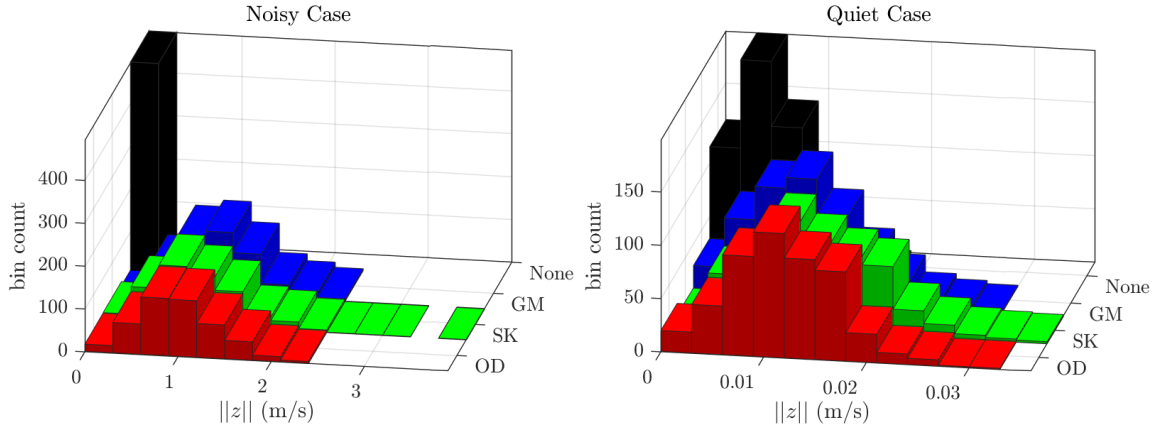 Noisy Case
bin count
400
300
200
100
0
0
1
2
3
||z|| (m/s)
None
GM
SK
OD
Quiet Case
bin count
150
100
50
0
0
0.01
0.02
0.03
||z|| (m/s)
None
GM
SK
OD